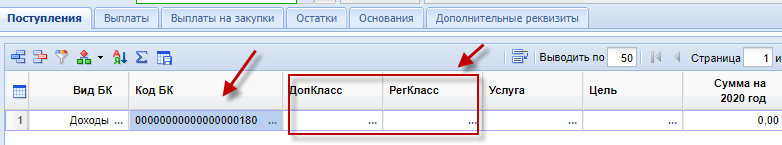 Поступления Выплаты Выплаты на закупки Остатки Основания Дополнительные реквизиты
Выводить по 50 Страница 1 и
Вид БК Код БК ДопКласс РегКласс Услуга Цель Сумма на
2020 год
1 Доходы ... 00000000000000000180 ... ... ... ... ... 0,00